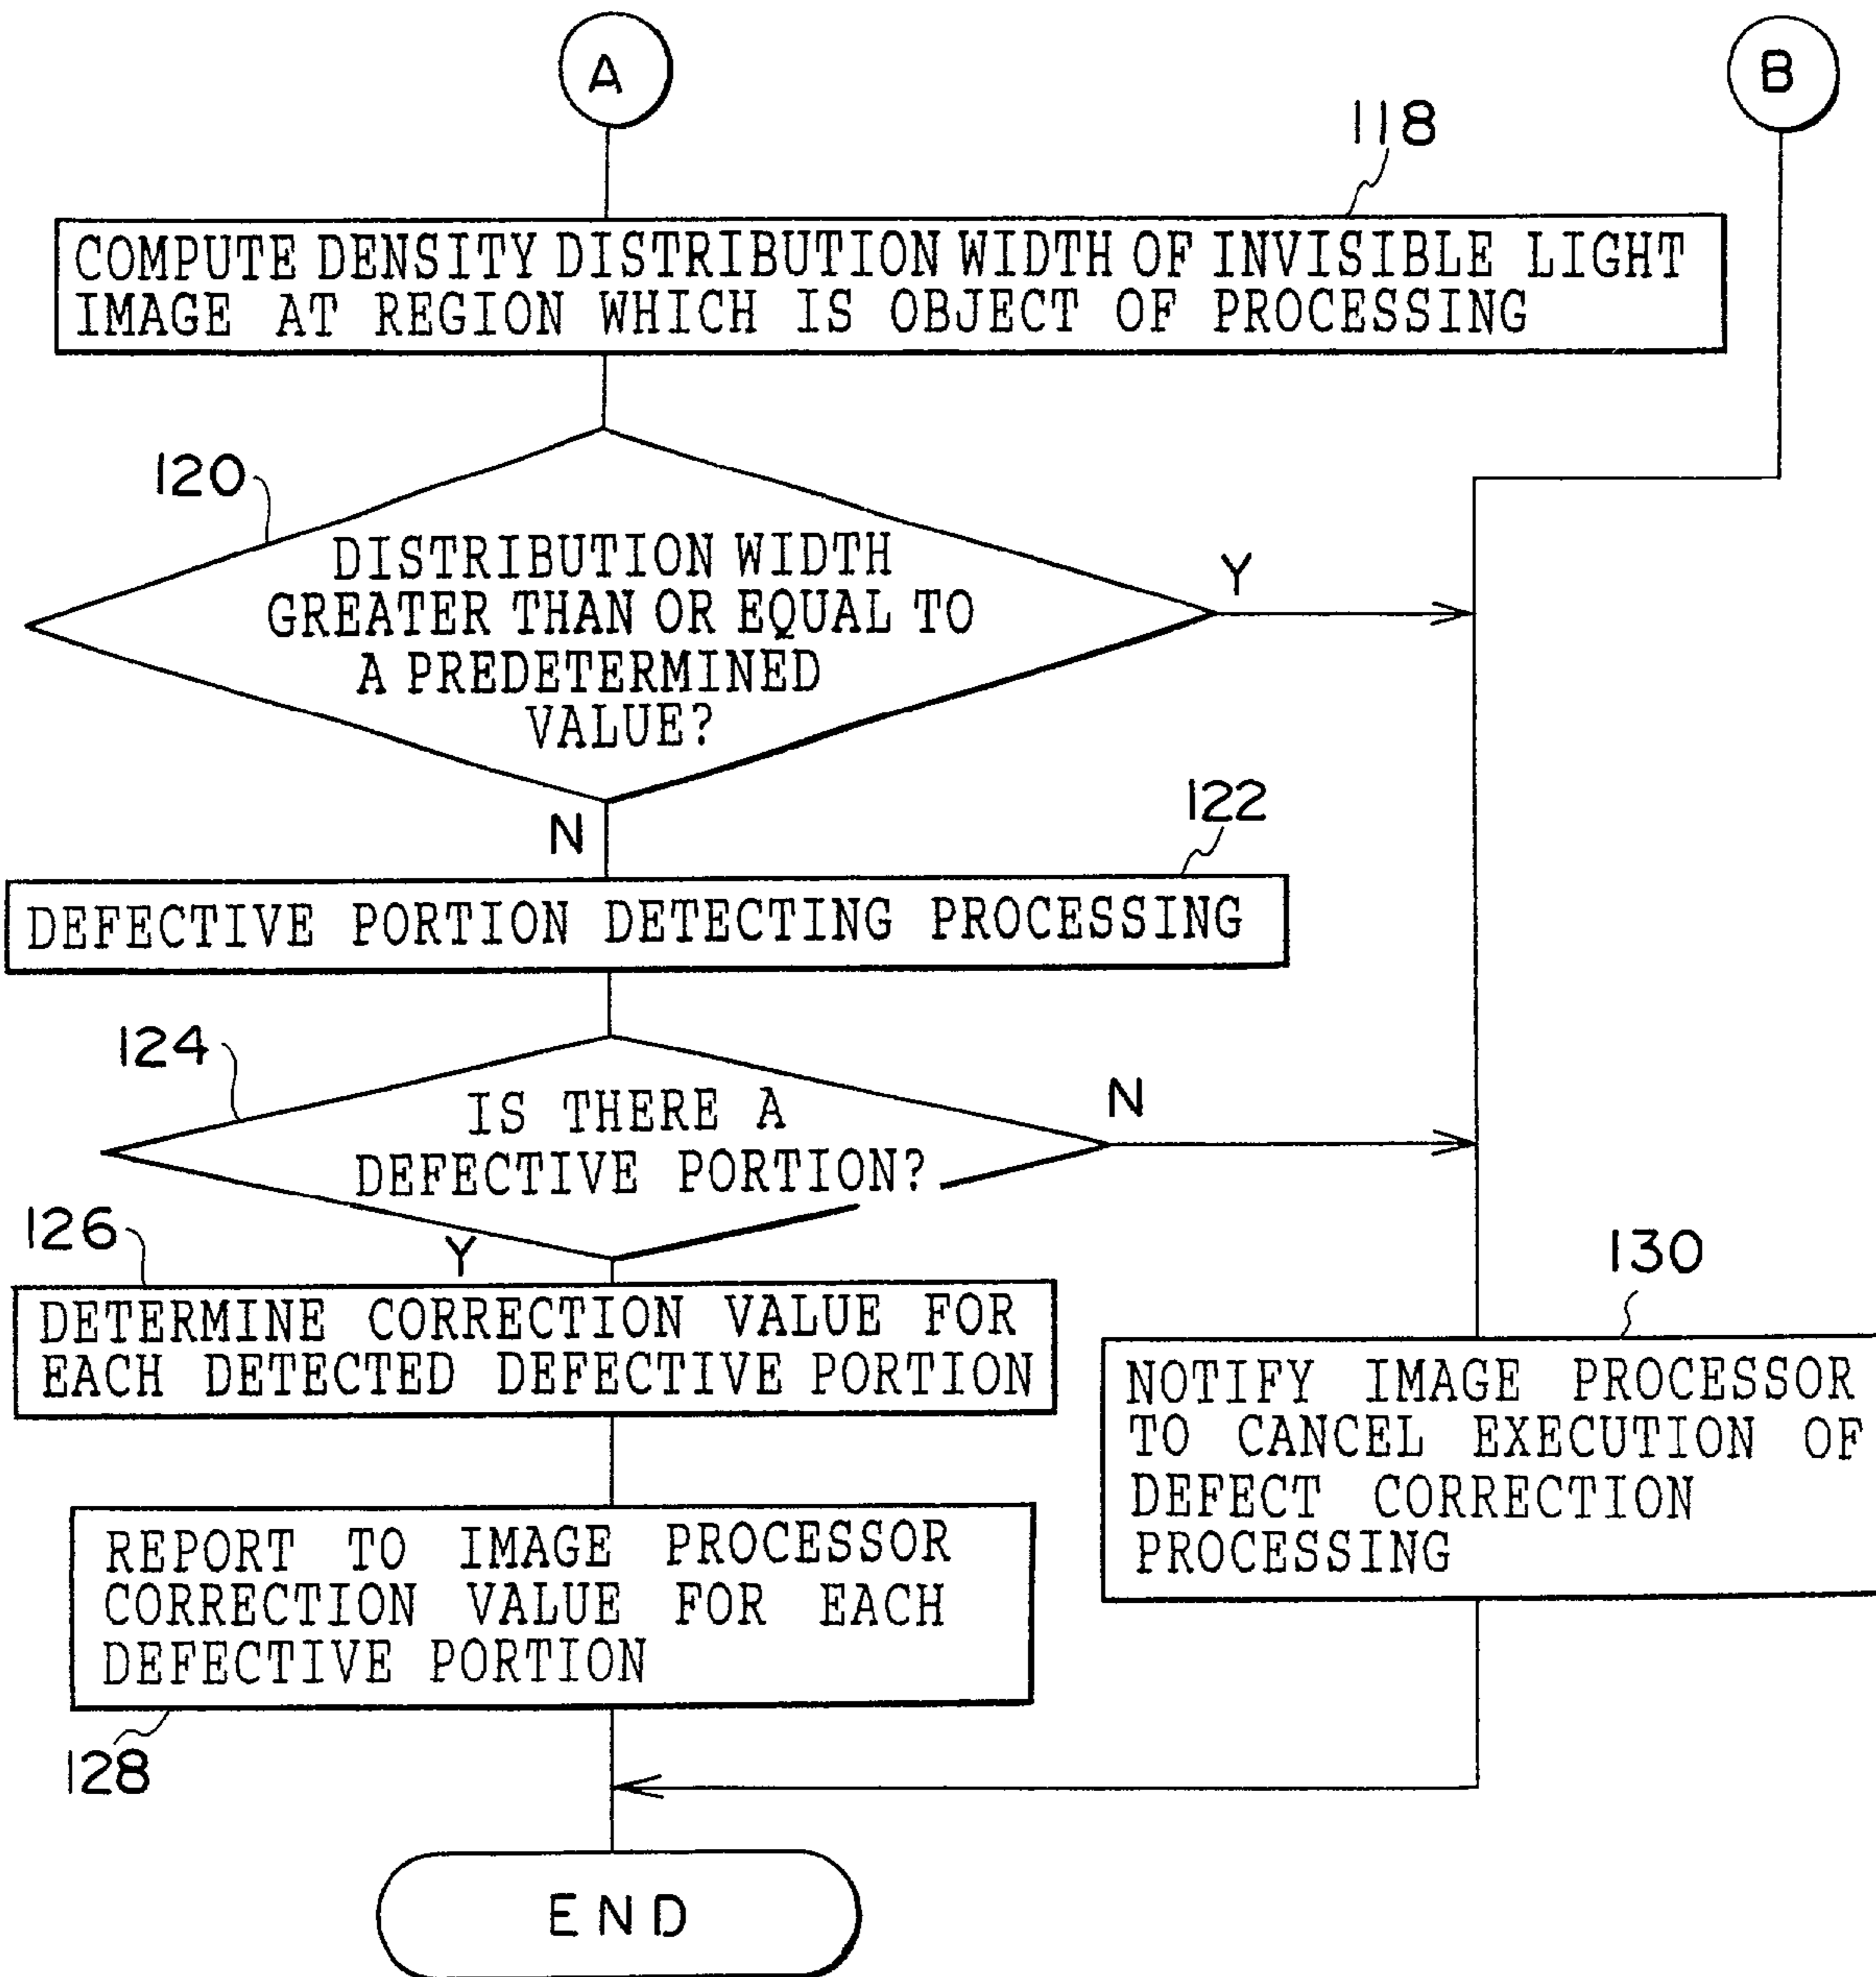 A
B
118
COMPUTE DENSITY DISTRIBUTION WIDTH OF INVISIBLE LIGHT
IMAGE AT REGION WHICH IS OBJECT OF PROCESSING
120
DISTRIBUTION WIDTH
GREATER THAN OR EQUAL TO
A PREDETERMINED
VALUE?
Y
N
122
DEFECTIVE PORTION DETECTING PROCESSING
124
IS THERE A
DEFECTIVE PORTION?
N
Y
126
DETERMINE CORRECTION VALUE FOR
EACH DETECTED DEFECTIVE PORTION
130
NOTIFY IMAGE PROCESSOR
TO CANCEL EXECUTION OF
DEFECT CORRECTION
PROCESSING
REPORT TO IMAGE PROCESSOR
CORRECTION VALUE FOR EACH
DEFECTIVE PORTION
128
END